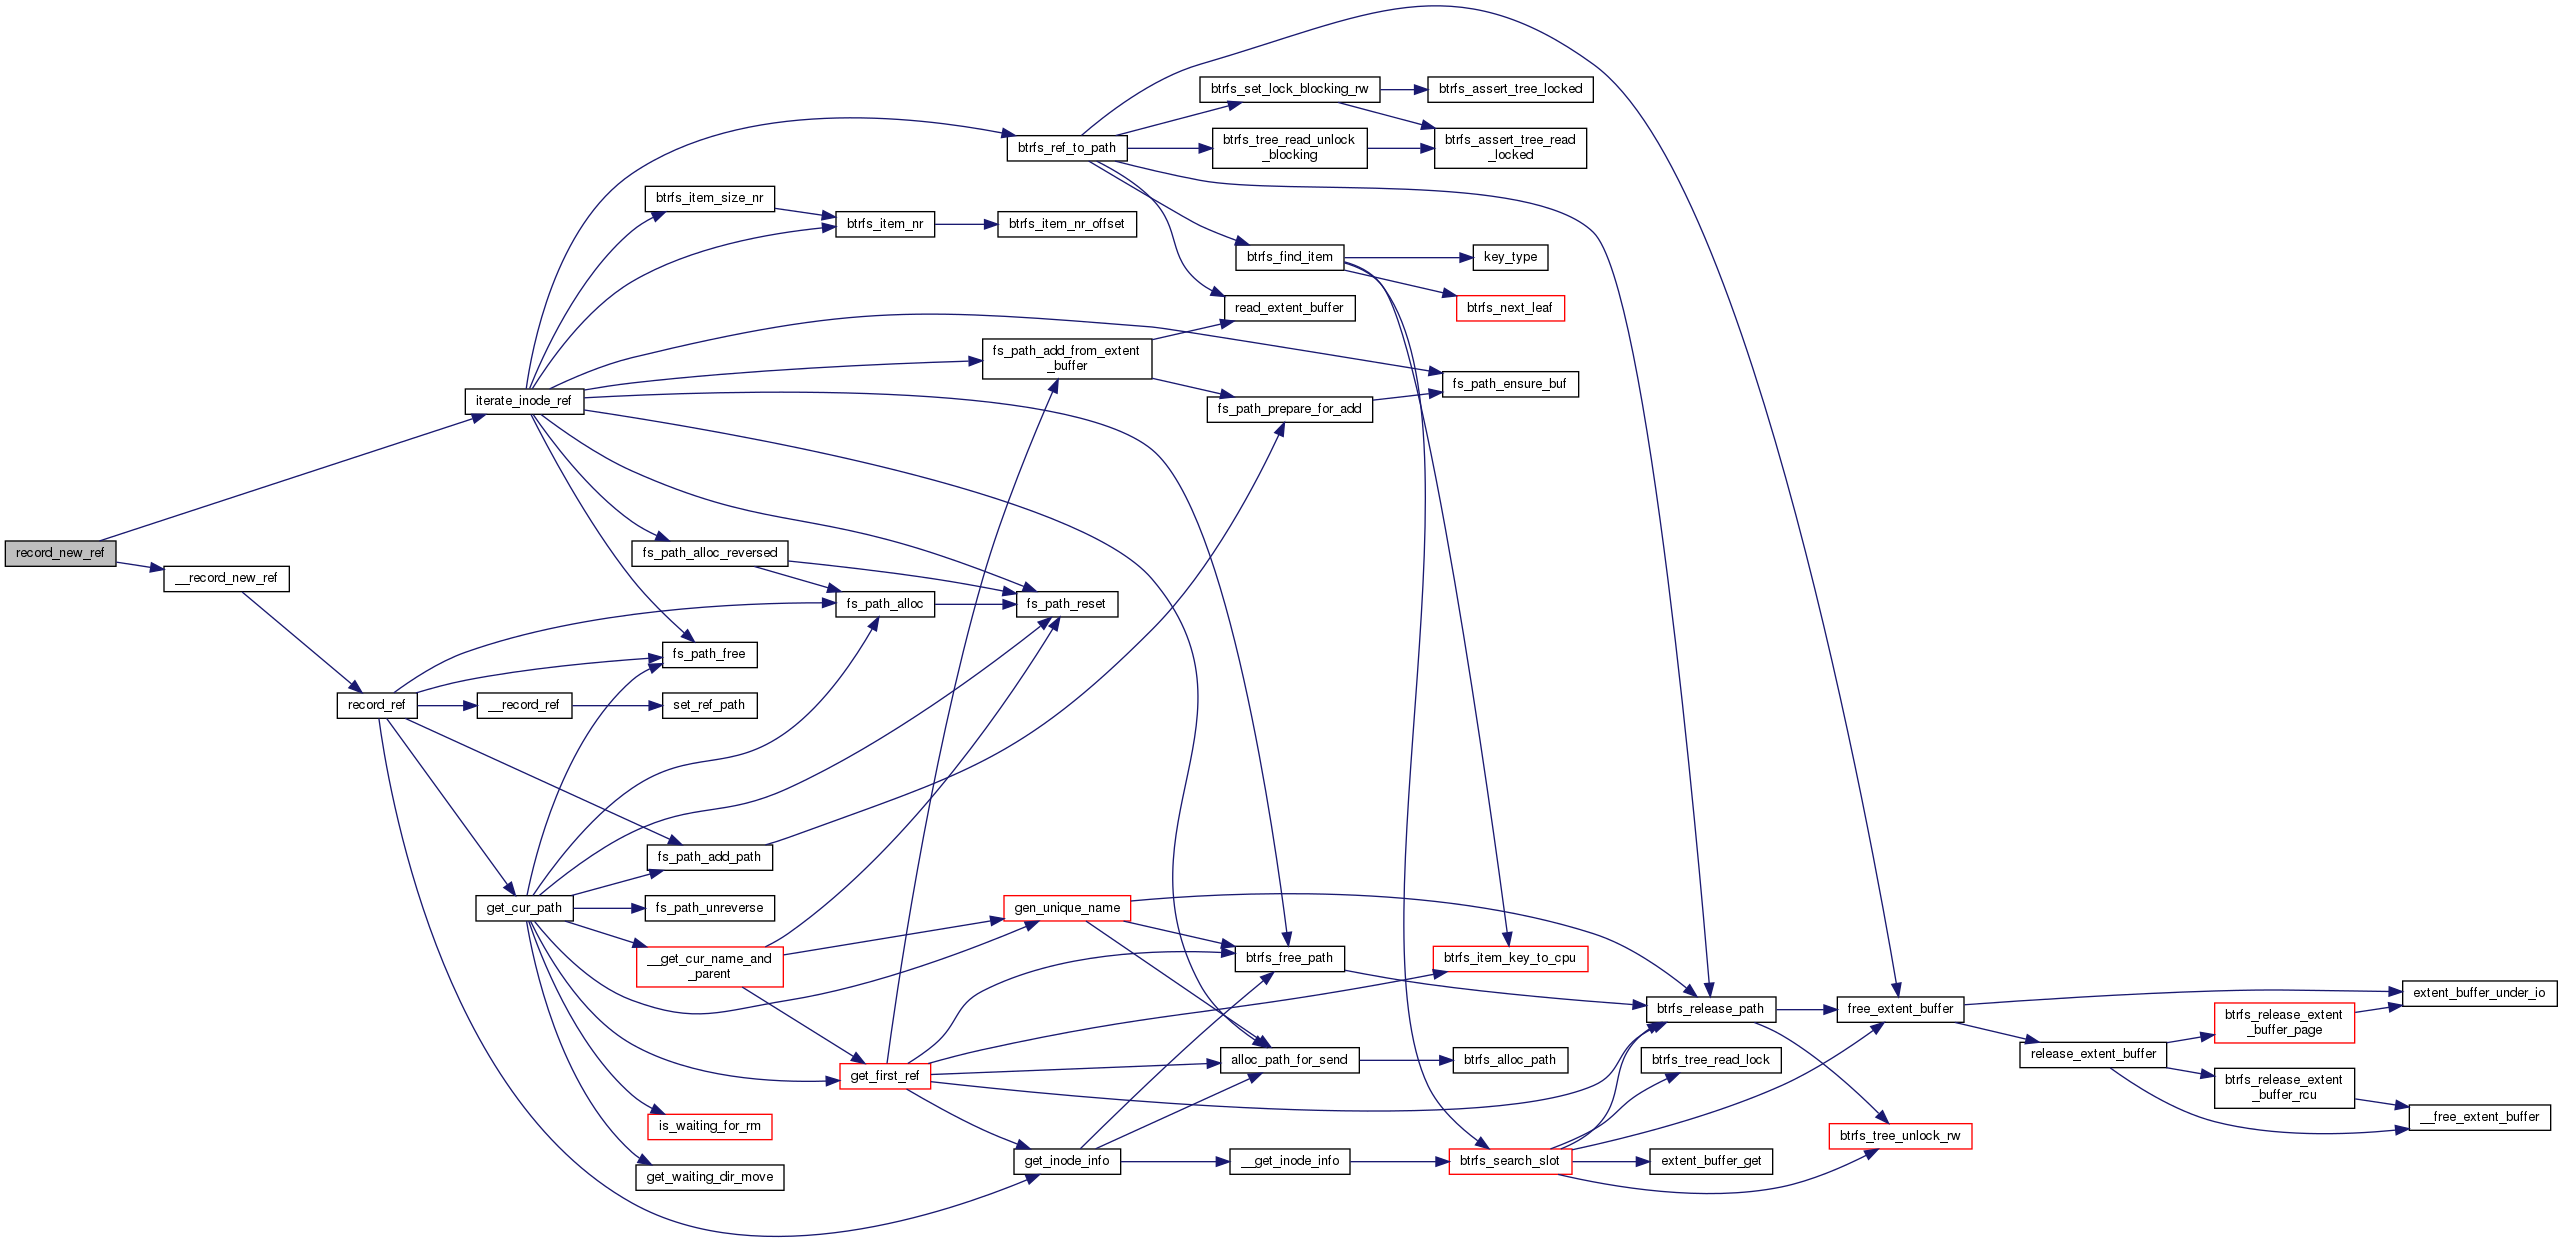 btrfs_set_lock_blocking_rw
btrfs_assert_tree_locked
btrfs_ref_to_path
btrfs_tree_read_unlock
_blocking
btrfs_assert_tree_read
_locked
btrfs_item_size_nr
btrfs_item_nr
btrfs_item_nr_offset
btrfs_find_item
key_type
read_extent_buffer
btrfs_next_leaf
fs_path_add_from_extent
_buffer
fs_path_ensure_buf
iterate_inode_ref
fs_path_prepare_for_add
record_new_ref
fs_path_alloc_reversed
__record_new_ref
fs_path_alloc
fs_path_reset
fs_path_free
record_ref
__record_ref
set_ref_path
fs_path_add_path
get_cur_path
fs_path_unreverse
gen_unique_name
__get_cur_name_and
_parent
btrfs_free_path
btrfs_item_key_to_cpu
btrfs_release_path
free_extent_buffer
extent_buffer_under_io
btrfs_release_extent
_buffer_page
get_first_ref
alloc_path_for_send
btrfs_alloc_path
btrfs_tree_read_lock
release_extent_buffer
btrfs_release_extent
_buffer_rcu
__free_extent_buffer
is_waiting_for_rm
btrfs_tree_unlock_rw
get_waiting_dir_move
get_inode_info
__get_inode_info
btrfs_search_slot
extent_buffer_get